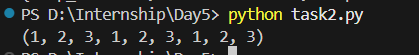 PS D:\Internship\Day5> python task2.py
(1, 2, 3, 1, 2, 3, 1, 2, 3)